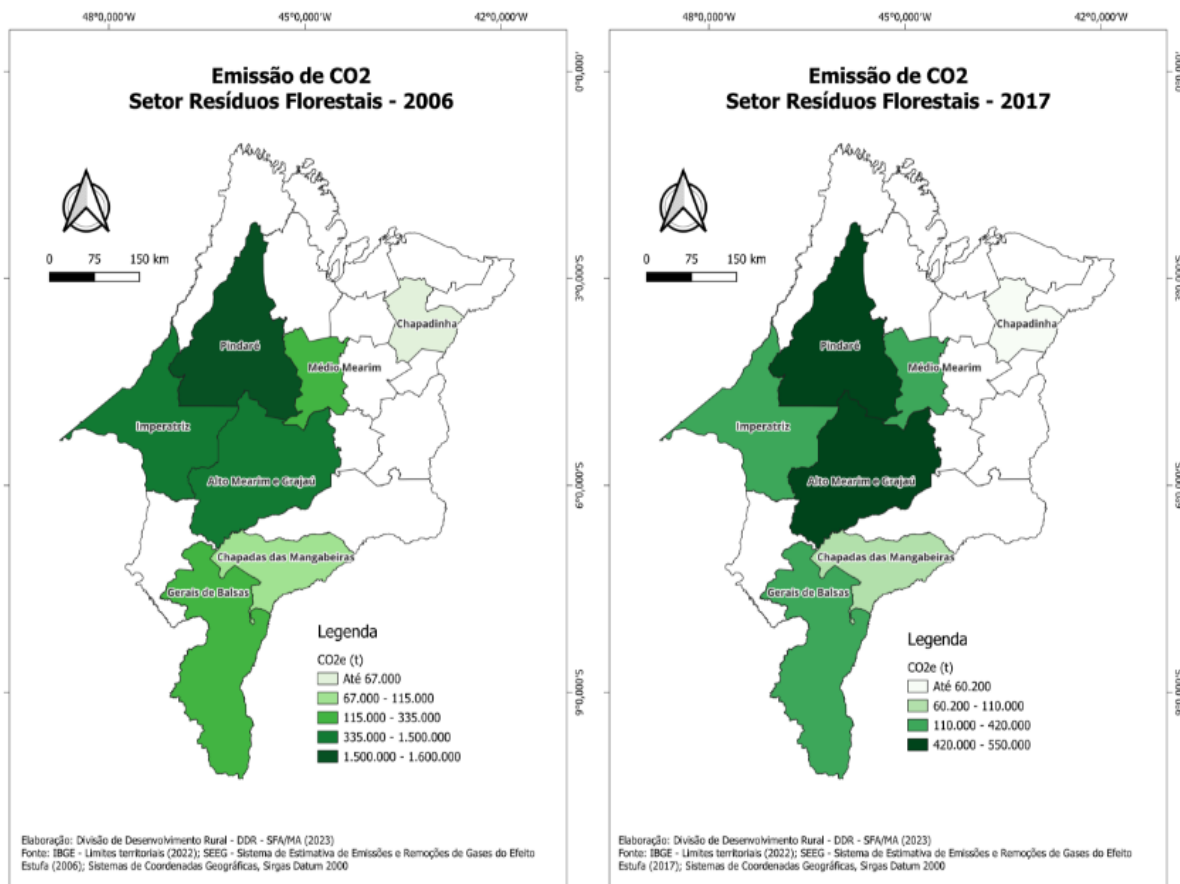 48°0,000'W 45°0,000'W 42°0,000'W
Emissão de CO2
Setor Resíduos Florestais - 2006
0 75 150 km
Chapadinha
Pindaré
Médio Mearim
Imperatriz
Alto Mearim e Grajaú
Chapadas das Mangabeiras
Gerais de Balsas
Legenda
CO2e (t)
Até 67.000
67.000 - 115.000
115.000 - 335.000
335.000 - 1.500.000
1.500.000 - 1.600.000
0°0,000'
3°0,000'S
6°0,000'S
9°0,000'S
Elaboração: Divisão de Desenvolvimento Rural - DDR - SFA/MA (2023)
Fonte: IBGE - Limites territoriais (2022); SEEG - Sistema de Estimativa de Emissões e Remoções de Gases do Efeito
Estufa (2006); Sistemas de Coordenadas Geográficas, Sirgas Datum 2000
48°0,000'W 45°0,000'W 42°0,000'W
Emissão de CO2
Setor Resíduos Florestais - 2017
0 75 150 km
Chapadinha
Pindaré
Médio Mearim
Imperatriz
Alto Mearim e Grajaú
Chapadas das Mangabeiras
Gerais de Balsas
Legenda
CO2e (t)
Até 60.200
60.200 - 110.000
110.000 - 420.000
420.000 - 550.000
Elaboração: Divisão de Desenvolvimento Rural - DDR - SFA/MA (2023)
Fonte: IBGE - Limites territoriais (2022); SEEG - Sistema de Estimativa de Emissões e Remoções de Gases do Efeito
Estufa (2017); Sistemas de Coordenadas Geográficas, Sirgas Datum 2000